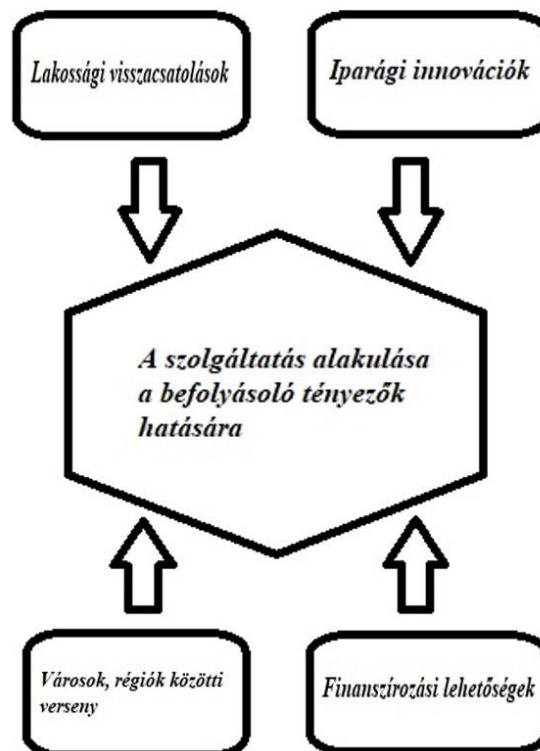 Lakossági visszacsatolások
Iparági innovációk
A szolgáltatás alakulása
a befolyásoló tényezők
hatására
Városok, régiók közötti
verseny
Finanszírozási lehetőségek